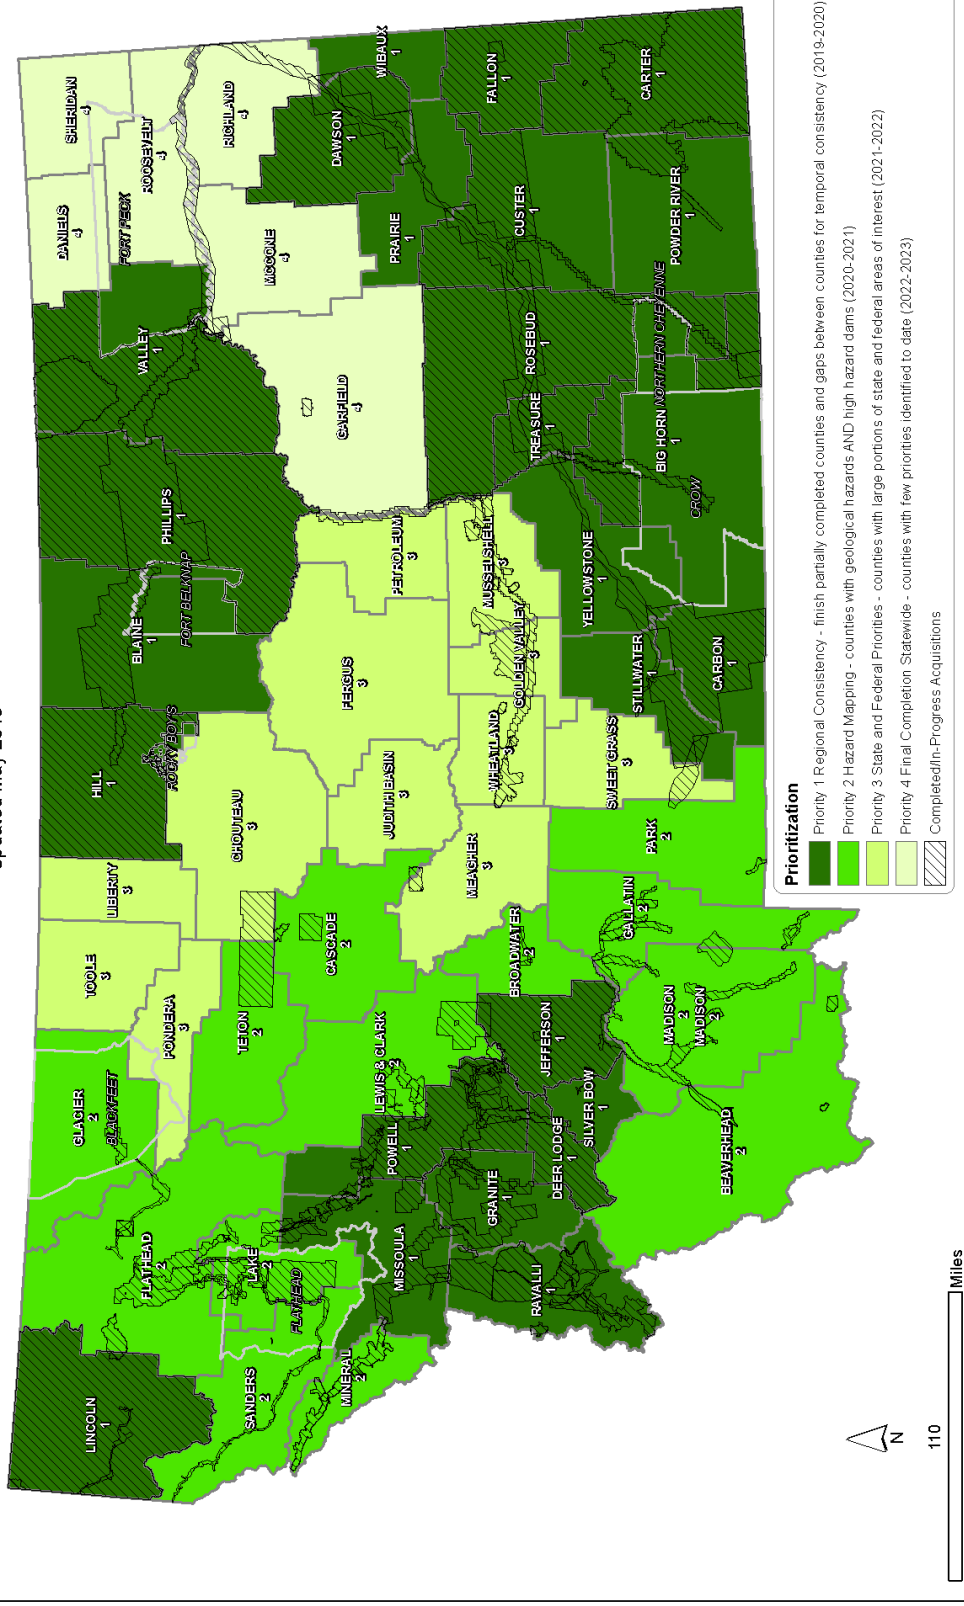 LINCOLN
1
FLATHEAD
2
GLACIER
2
BLACKFEET
TOOLE
3
LIBERTY
3
HILL
1
ROCKY BOY'S
BLAINE
1
FORT BELKNAP
PHILLIPS
1
VALLEY
1
DANIELS
4
SHERIDAN
4
FORT PECK
ROOSEVELT
4
SANDERS
2
LAKE
2
FLATHEAD
PONDERA
3
TETON
2
CHOUTEAU
3
RICHLAND
4
MCCONE
4
GARFIELD
4
DAWSON
1
WIBAUX
1
PRAIRIE
1
MINERAL
2
MISSOULA
1
POWELL
1
LEWIS & CLARK
2
CASCADE
2
JUDITH BASIN
3
FERGUS
3
PETROLEUM
3
RAVALLI
1
GRANITE
1
DEER LODGE
1
SILVER BOW
1
JEFFERSON
1
BROADWATER
2
MEAGHER
3
WHEATLAND
3
GOLDEN VALLEY
3
MUSSELSHELL
3
TREASURE
1
ROSEBUD
1
CUSTER
1
FALLON
1
BEAVERHEAD
2
MADISON
2
MADISON
2
GALLATIN
2
PARK
2
SWEET GRASS
3
STILLWATER
1
YELLOWSTONE
1
CARBON
1
BIG HORN
1
CROW
NORTHERN CHEYENNE
POWDER RIVER
1
CARTER
1
N
110
Miles
Prioritization
Priority 1 Regional Consistency - finish partially completed counties and gaps between counties for temporal consistency (2019-2020)
Priority 2 Hazard Mapping - counties with geological hazards AND high hazard dams (2020-2021)
Priority 3 State and Federal Priorities - counties with large portions of state and federal areas of interest (2021-2022)
Priority 4 Final Completion Statewide - counties with few priorities identified to date (2022-2023)
Completed/In-Progress Acquisitions